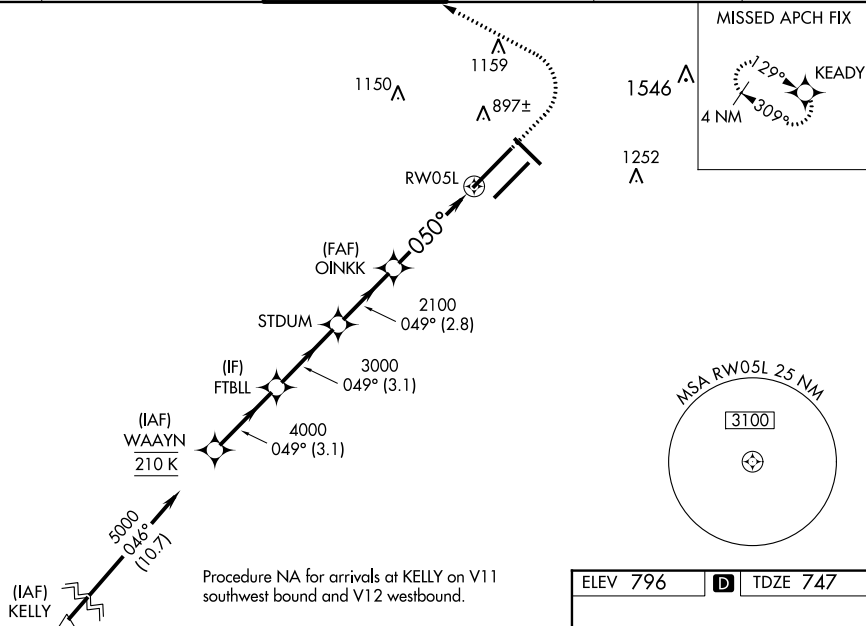 MISSED APCH FIX
129°
KEADY
309°
4 NM
1159
1150
1546
897±
1252
RW05L
050°
(FAF)
OINKK
2100
049° (2.8)
STDUM
3000
049° (3.1)
(IF)
FTBLL
4000
049° (3.1)
(IAF)
WAAYN
210 K
5000
046°
(10.7)
(IAF)
KELLY
MSA RW05L 25 NM
3100
Procedure NA for arrivals at KELLY on V11
southwest bound and V12 westbound.
ELEV 796 D TDZE 747